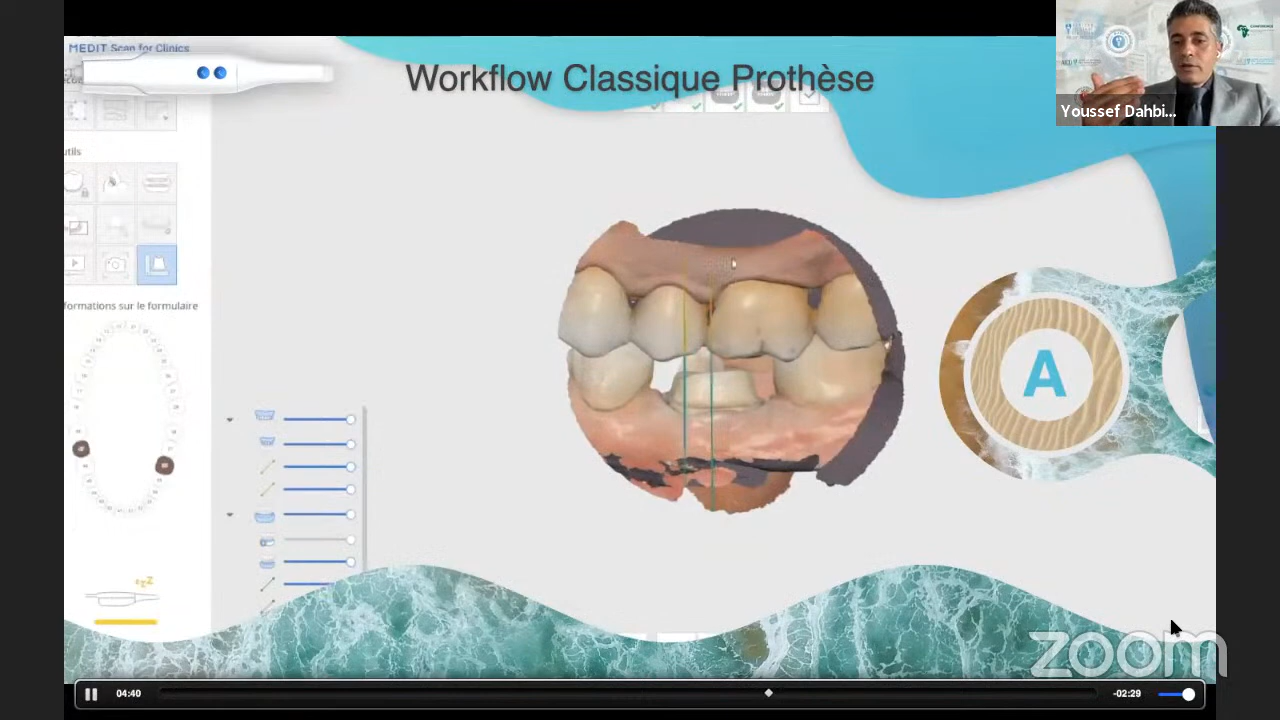 MEDIT Scan for Clinics
Workflow Classique Prothèse
Youssef Dahbi...
utils
formations sur le formulaire
A
zoom
04:40
-02:29